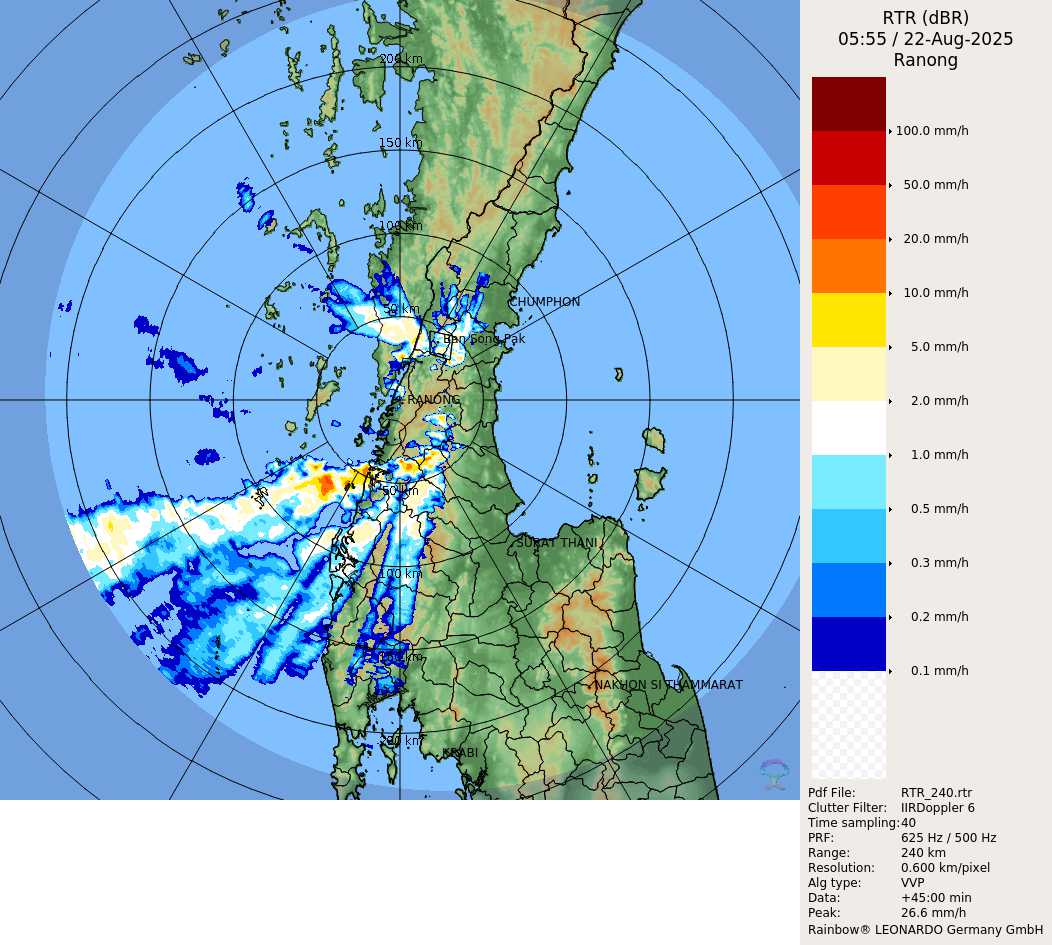 RTR (dBR)
05:55 / 22-Aug-2025
Ranong
200 km
150 km
100 km
50 km
CHUMPHON
Ban Song Pak
RANONG
50 km
SURAT THANI
100 km
NAKHON SI THAMMARAT
200 km
KRABI
100.0 mm/h
50.0 mm/h
20.0 mm/h
10.0 mm/h
5.0 mm/h
2.0 mm/h
1.0 mm/h
0.5 mm/h
0.3 mm/h
0.2 mm/h
0.1 mm/h
Pdf File: RTR_240.rtr
Clutter Filter: IIRDoppler 6
Time sampling:40
PRF: 625 Hz / 500 Hz
Range: 240 km
Resolution: 0.600 km/pixel
Alg type: VVP
Data: +45:00 min
Peak: 26.6 mm/h
Rainbow® LEONARDO Germany GmbH